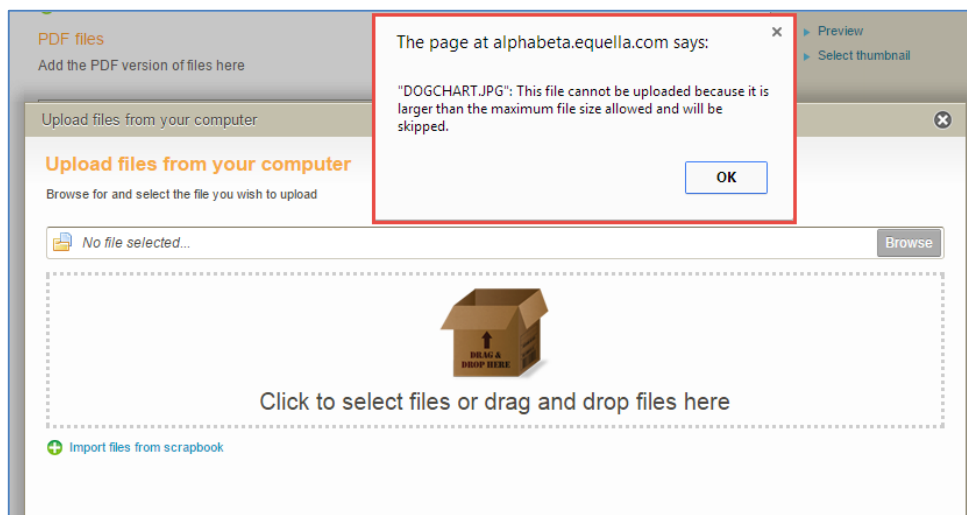 PDF files
Add the PDF version of files here
Preview
Select thumbnail
The page at alphabeta.equella.com says:
"DOGCHART.JPG": This file cannot be uploaded because it is
larger than the maximum file size allowed and will be
skipped.
OK
Upload files from your computer
Upload files from your computer
Browse for and select the file you wish to upload
No file selected...
Browse
DRAG &
DROP HERE
Click to select files or drag and drop files here
Import files from scrapbook